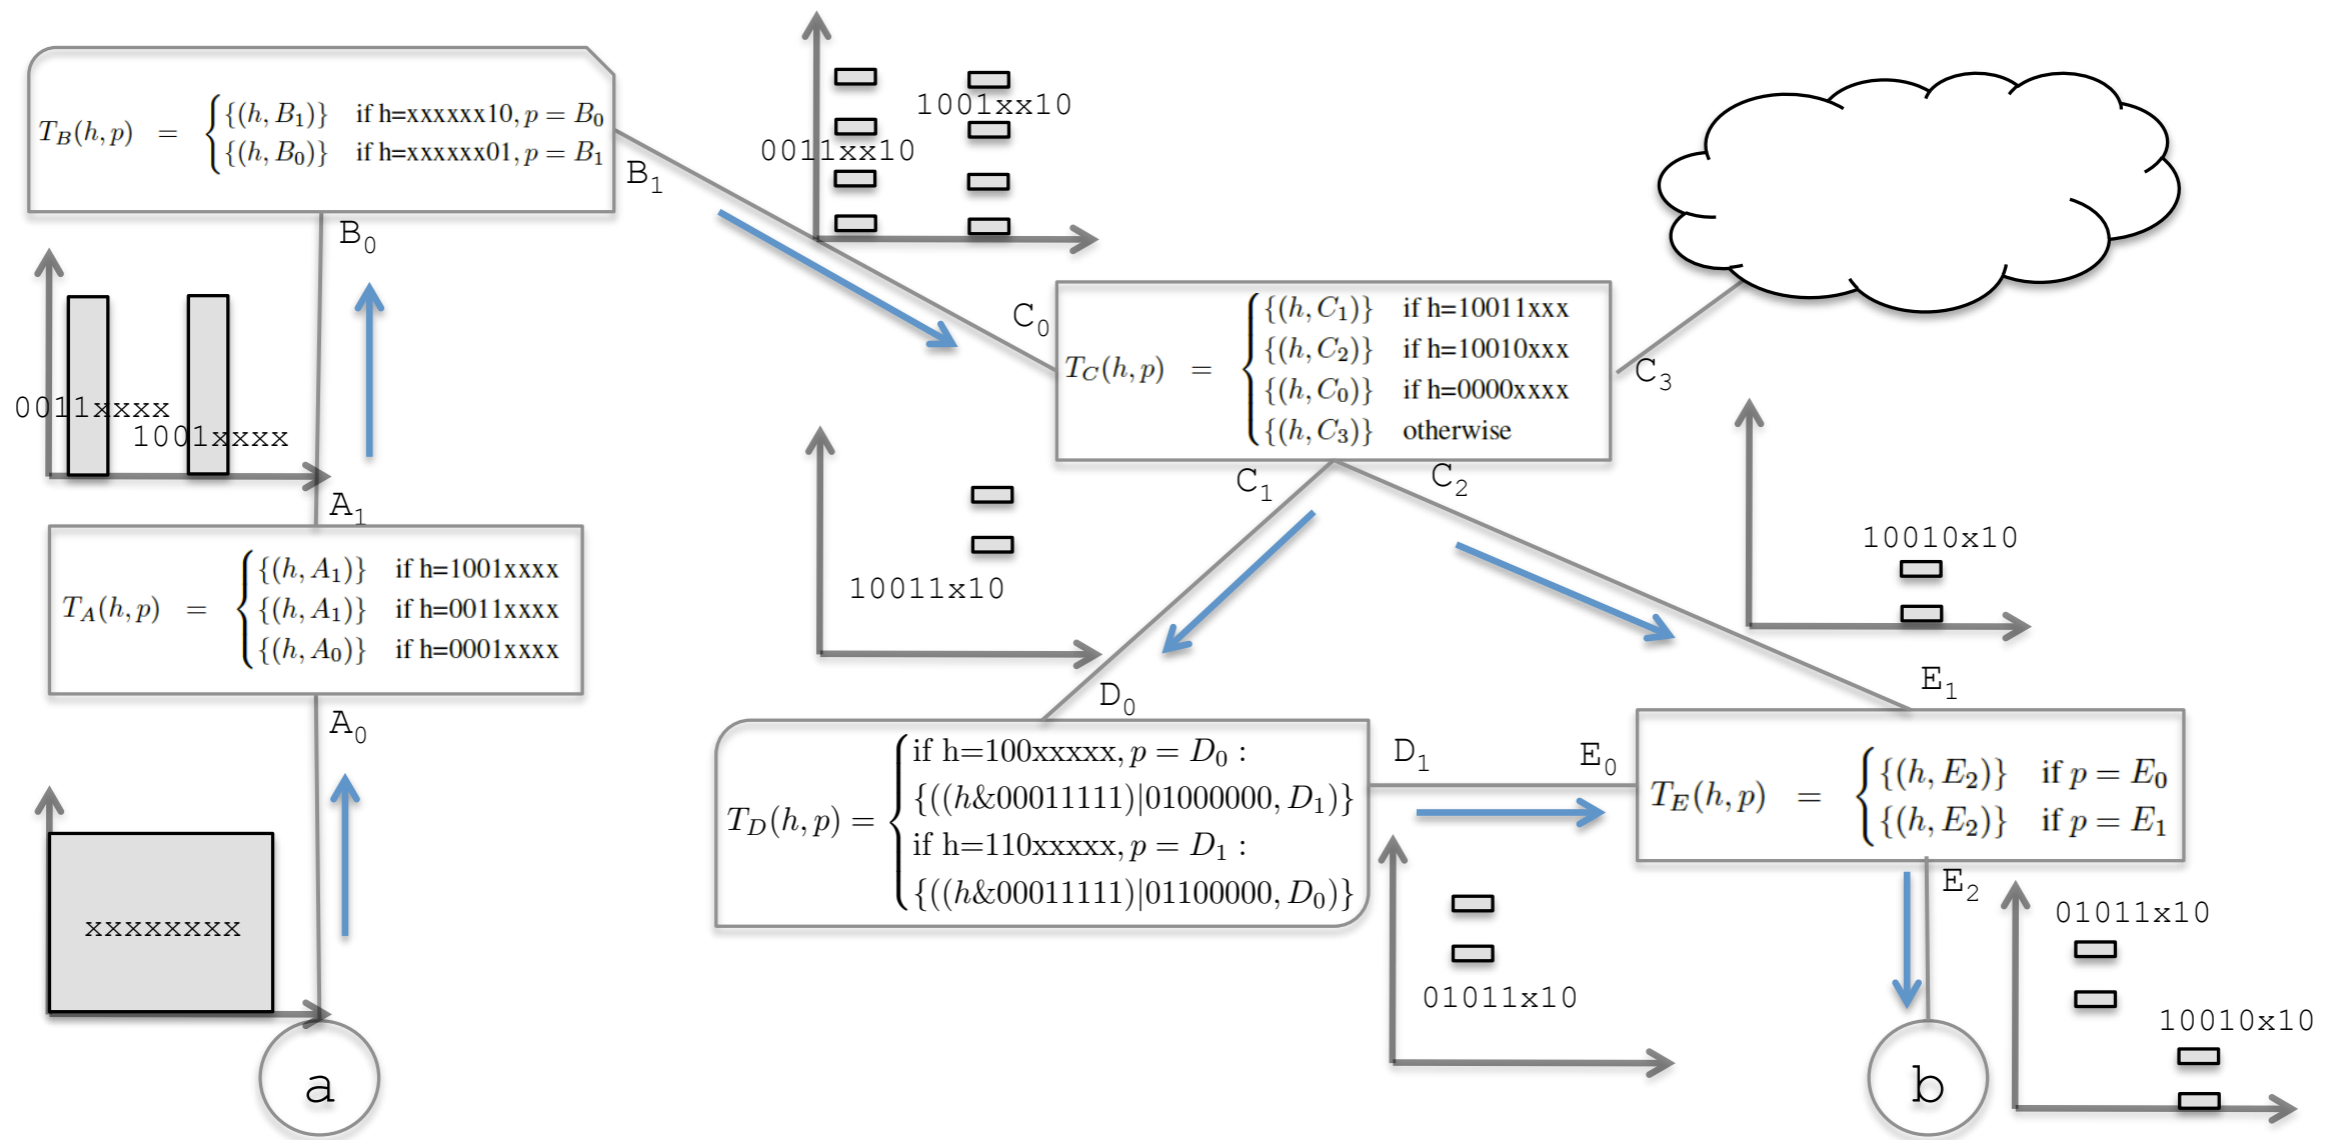 T_B(h, p) = { {(h, B_1)} if h=xxxxxx10, p = B_0
{(h, B_0)} if h=xxxxxx01, p = B_1
B_1
B_0
1001xx10
0011xx10
0011xxxx
1001xxxx
A_1
T_A(h, p) = { {(h, A_1)} if h=1001xxxx
{(h, A_1)} if h=0011xxxx
{(h, A_0)} if h=0001xxxx
A_0
xxxxxxxx
a
C_0
T_C(h, p) = { {(h, C_1)} if h=10011xxx
{(h, C_2)} if h=10010xxx
{(h, C_0)} if h=0000xxxx
{(h, C_3)} otherwise
C_3
C_1
C_2
10011x10
10010x10
D_0
E_1
T_D(h, p) = { if h=100xxxxx, p = D_0 :
{((h&00011111)|01000000, D_1)}
if h=110xxxxx, p = D_1 :
{((h&00011111)|01100000, D_0)}
D_1
E_0
T_E(h, p) = { {(h, E_2)} if p = E_0
{(h, E_2)} if p = E_1
E_2
01011x10
01011x10
10010x10
b